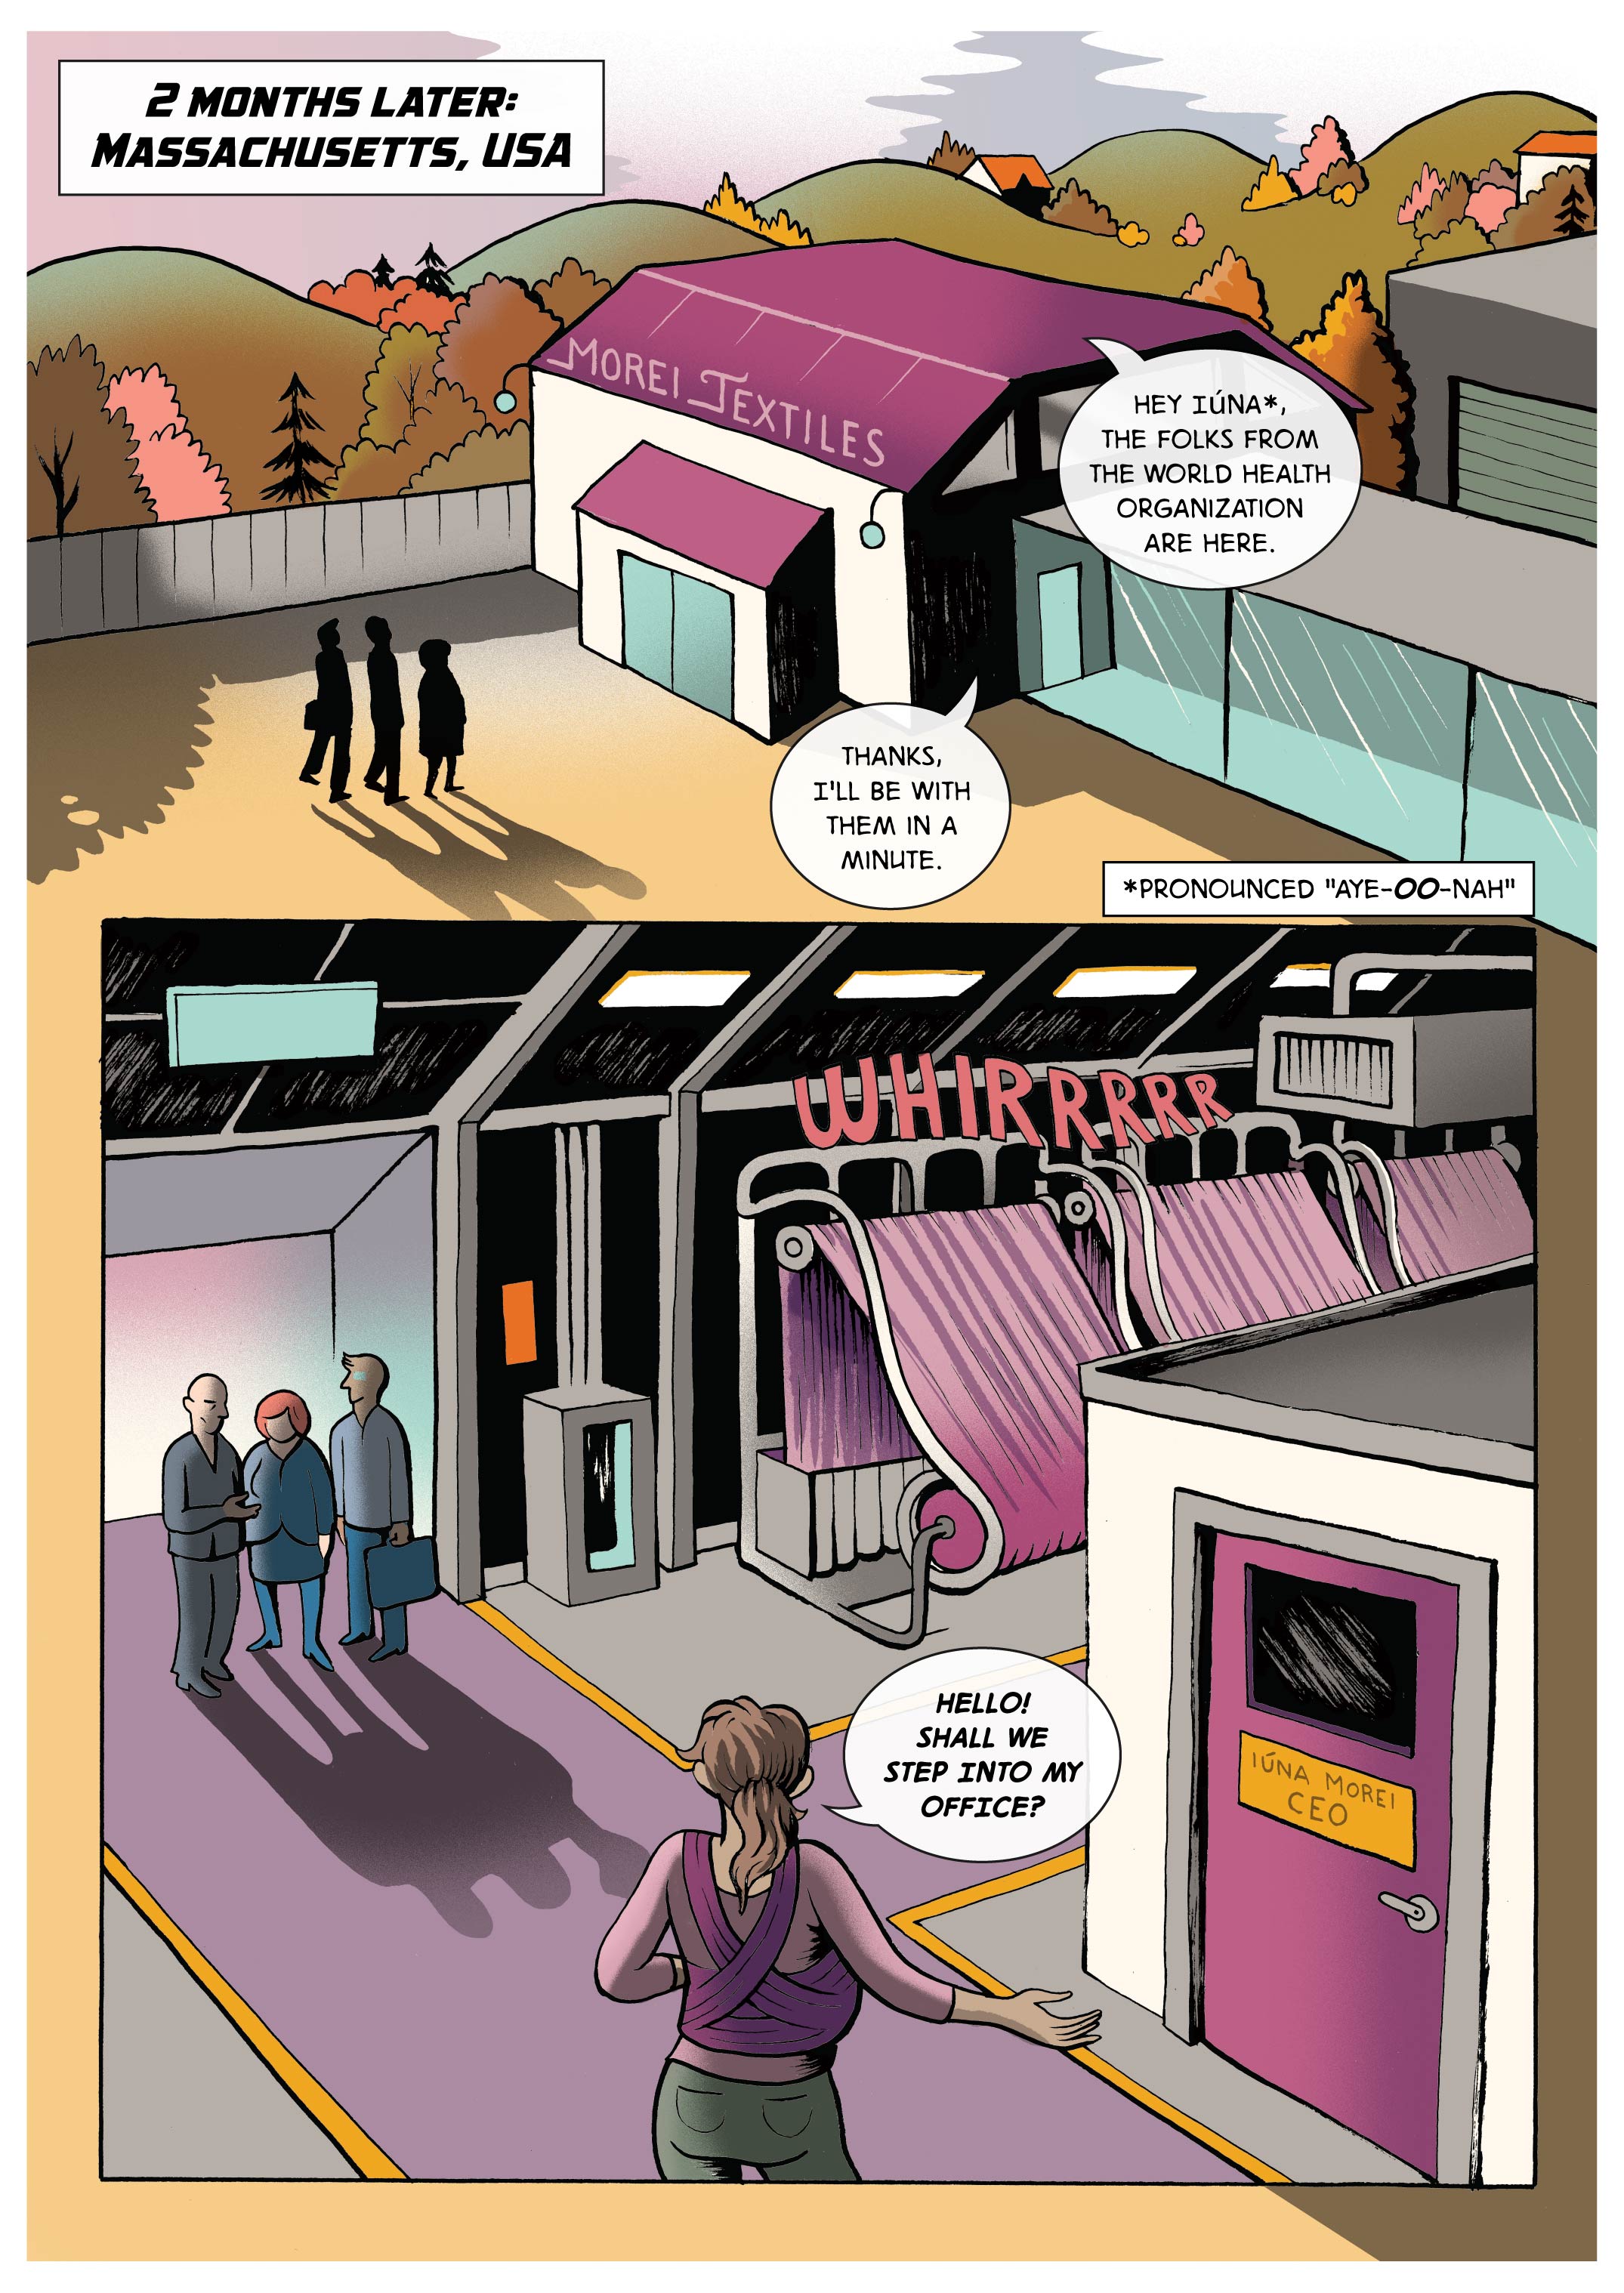 2 MONTHS LATER:
MASSACHUSETTS, USA
MOREI TEXTILES
HEY IÚNA*,
THE FOLKS FROM
THE WORLD HEALTH
ORGANIZATION
ARE HERE.
THANKS,
I'LL BE WITH
THEM IN A
MINUTE.
*PRONOUNCED "AYE-OO-NAH"
WHIRRRRR
HELLO!
SHALL WE
STEP INTO MY
OFFICE?
IÚNA MOREI
CEO